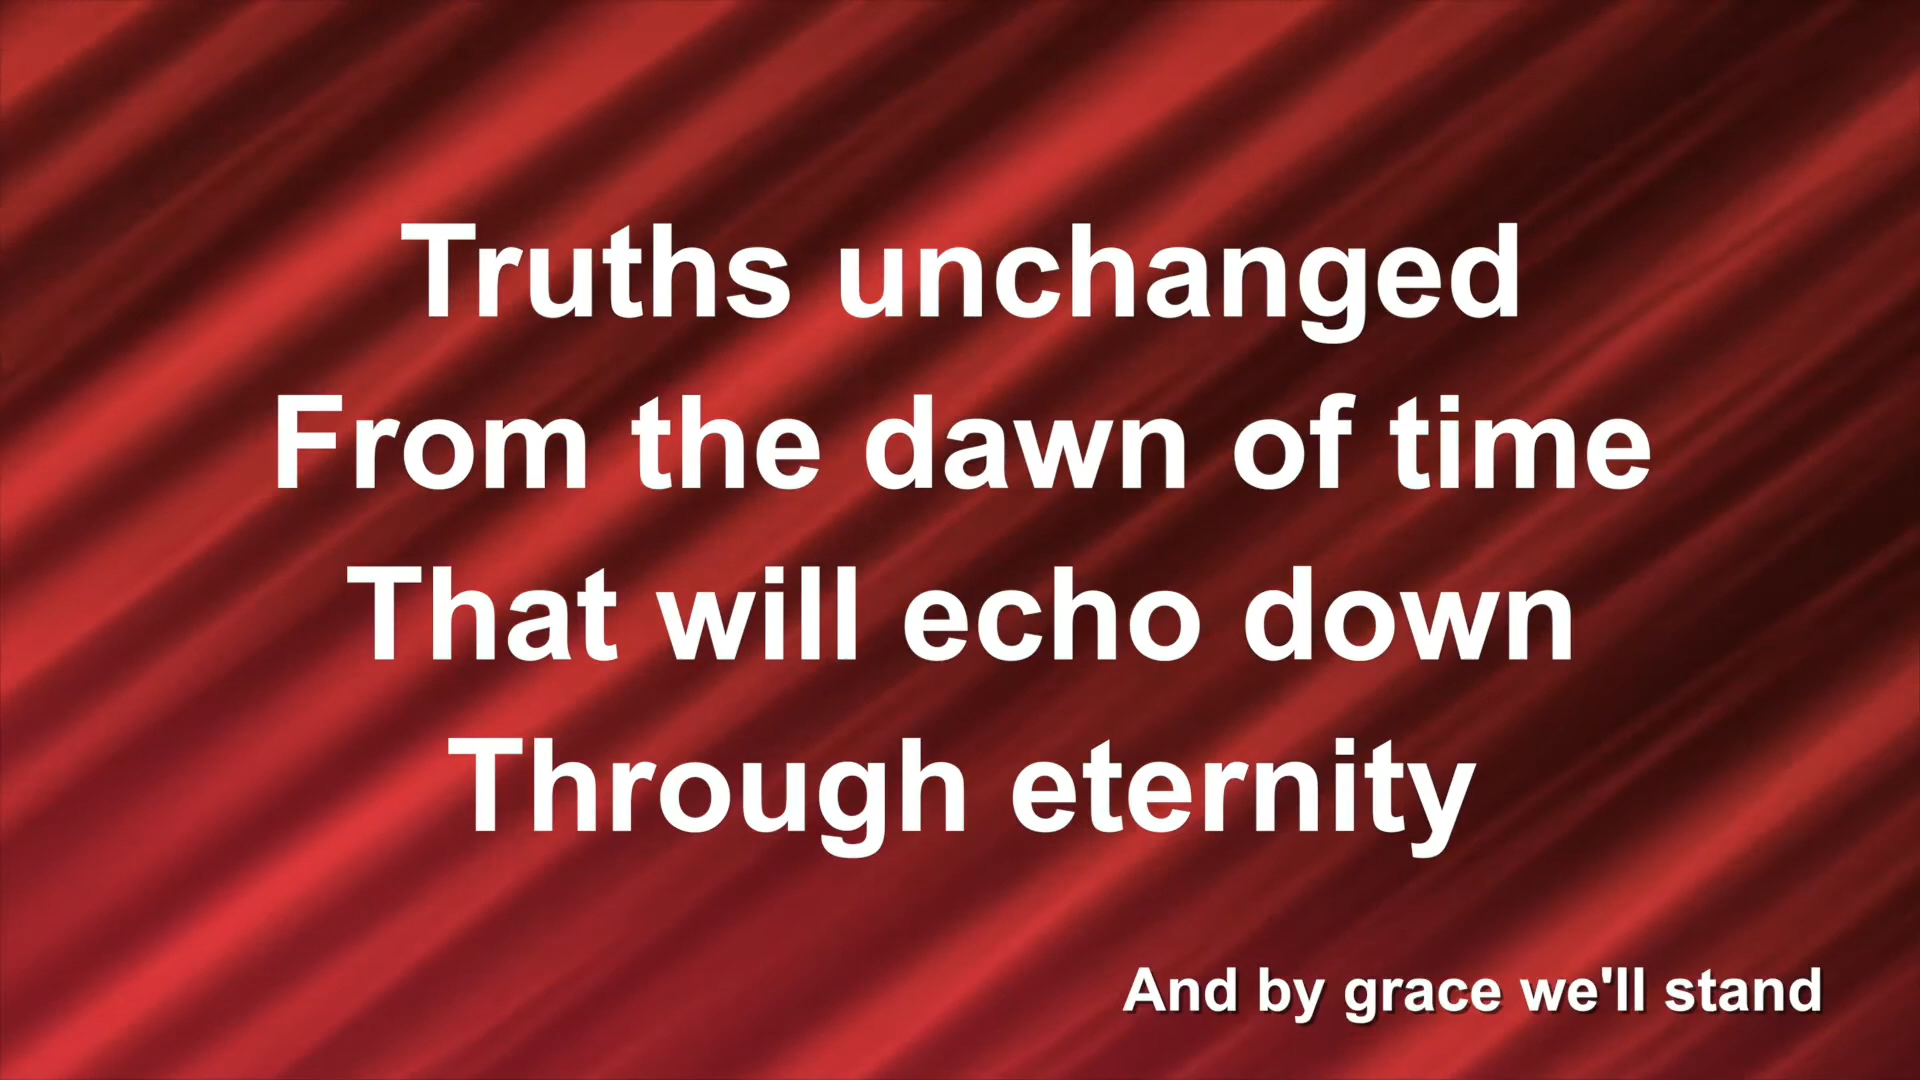 Truths unchanged
From the dawn of time
That will echo down
Through eternity
And by grace we'll stand